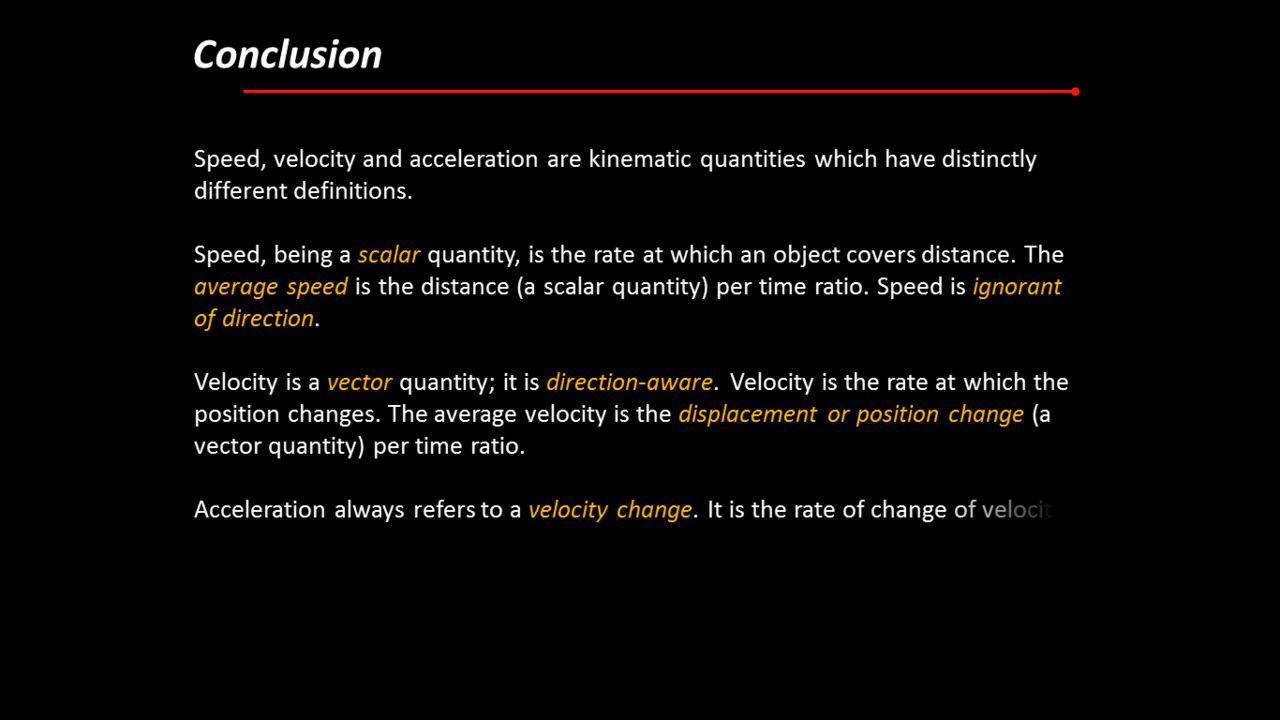 Conclusion
Speed, velocity and acceleration are kinematic quantities which have distinctly
different definitions.
Speed, being a scalar quantity, is the rate at which an object covers distance. The
average speed is the distance (a scalar quantity) per time ratio. Speed is ignorant
of direction.
Velocity is a vector quantity; it is direction-aware. Velocity is the rate at which the
position changes. The average velocity is the displacement or position change (a
vector quantity) per time ratio.
Acceleration always refers to a velocity change. It is the rate of change of velocit